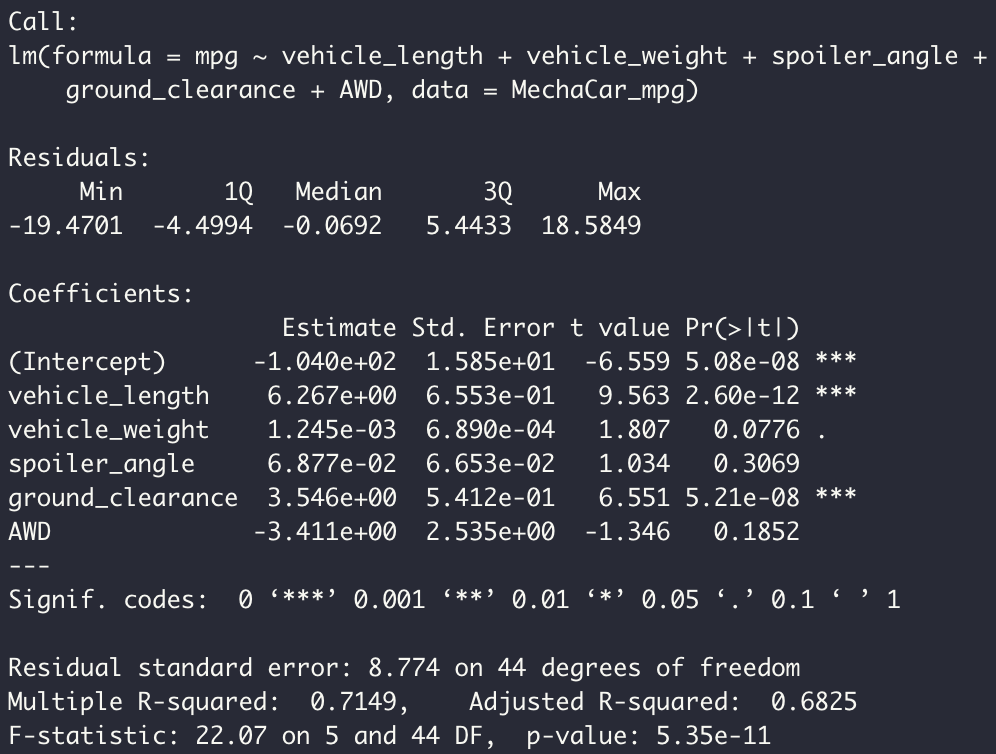 Call:
lm(formula = mpg ~ vehicle_length + vehicle_weight + spoiler_angle +
    ground_clearance + AWD, data = MechaCar_mpg)

Residuals:
     Min       1Q   Median       3Q      Max
-19.4701  -4.4994  -0.0692   5.4433  18.5849

Coefficients:
                   Estimate Std. Error t value Pr(>|t|)
(Intercept)      -1.040e+02  1.585e+01  -6.559 5.08e-08 ***
vehicle_length    6.267e+00  6.553e-01   9.563 2.60e-12 ***
vehicle_weight    1.245e-03  6.890e-04   1.807   0.0776 .
spoiler_angle     6.877e-02  6.653e-02   1.034   0.3069
ground_clearance  3.546e+00  5.412e-01   6.551 5.21e-08 ***
AWD              -3.411e+00  2.535e+00  -1.346   0.1852
---
Signif. codes:  0 ‘***’ 0.001 ‘**’ 0.01 ‘*’ 0.05 ‘.’ 0.1 ‘ ’ 1

Residual standard error: 8.774 on 44 degrees of freedom
Multiple R-squared:  0.7149,    Adjusted R-squared:  0.6825
F-statistic: 22.07 on 5 and 44 DF,  p-value: 5.35e-11